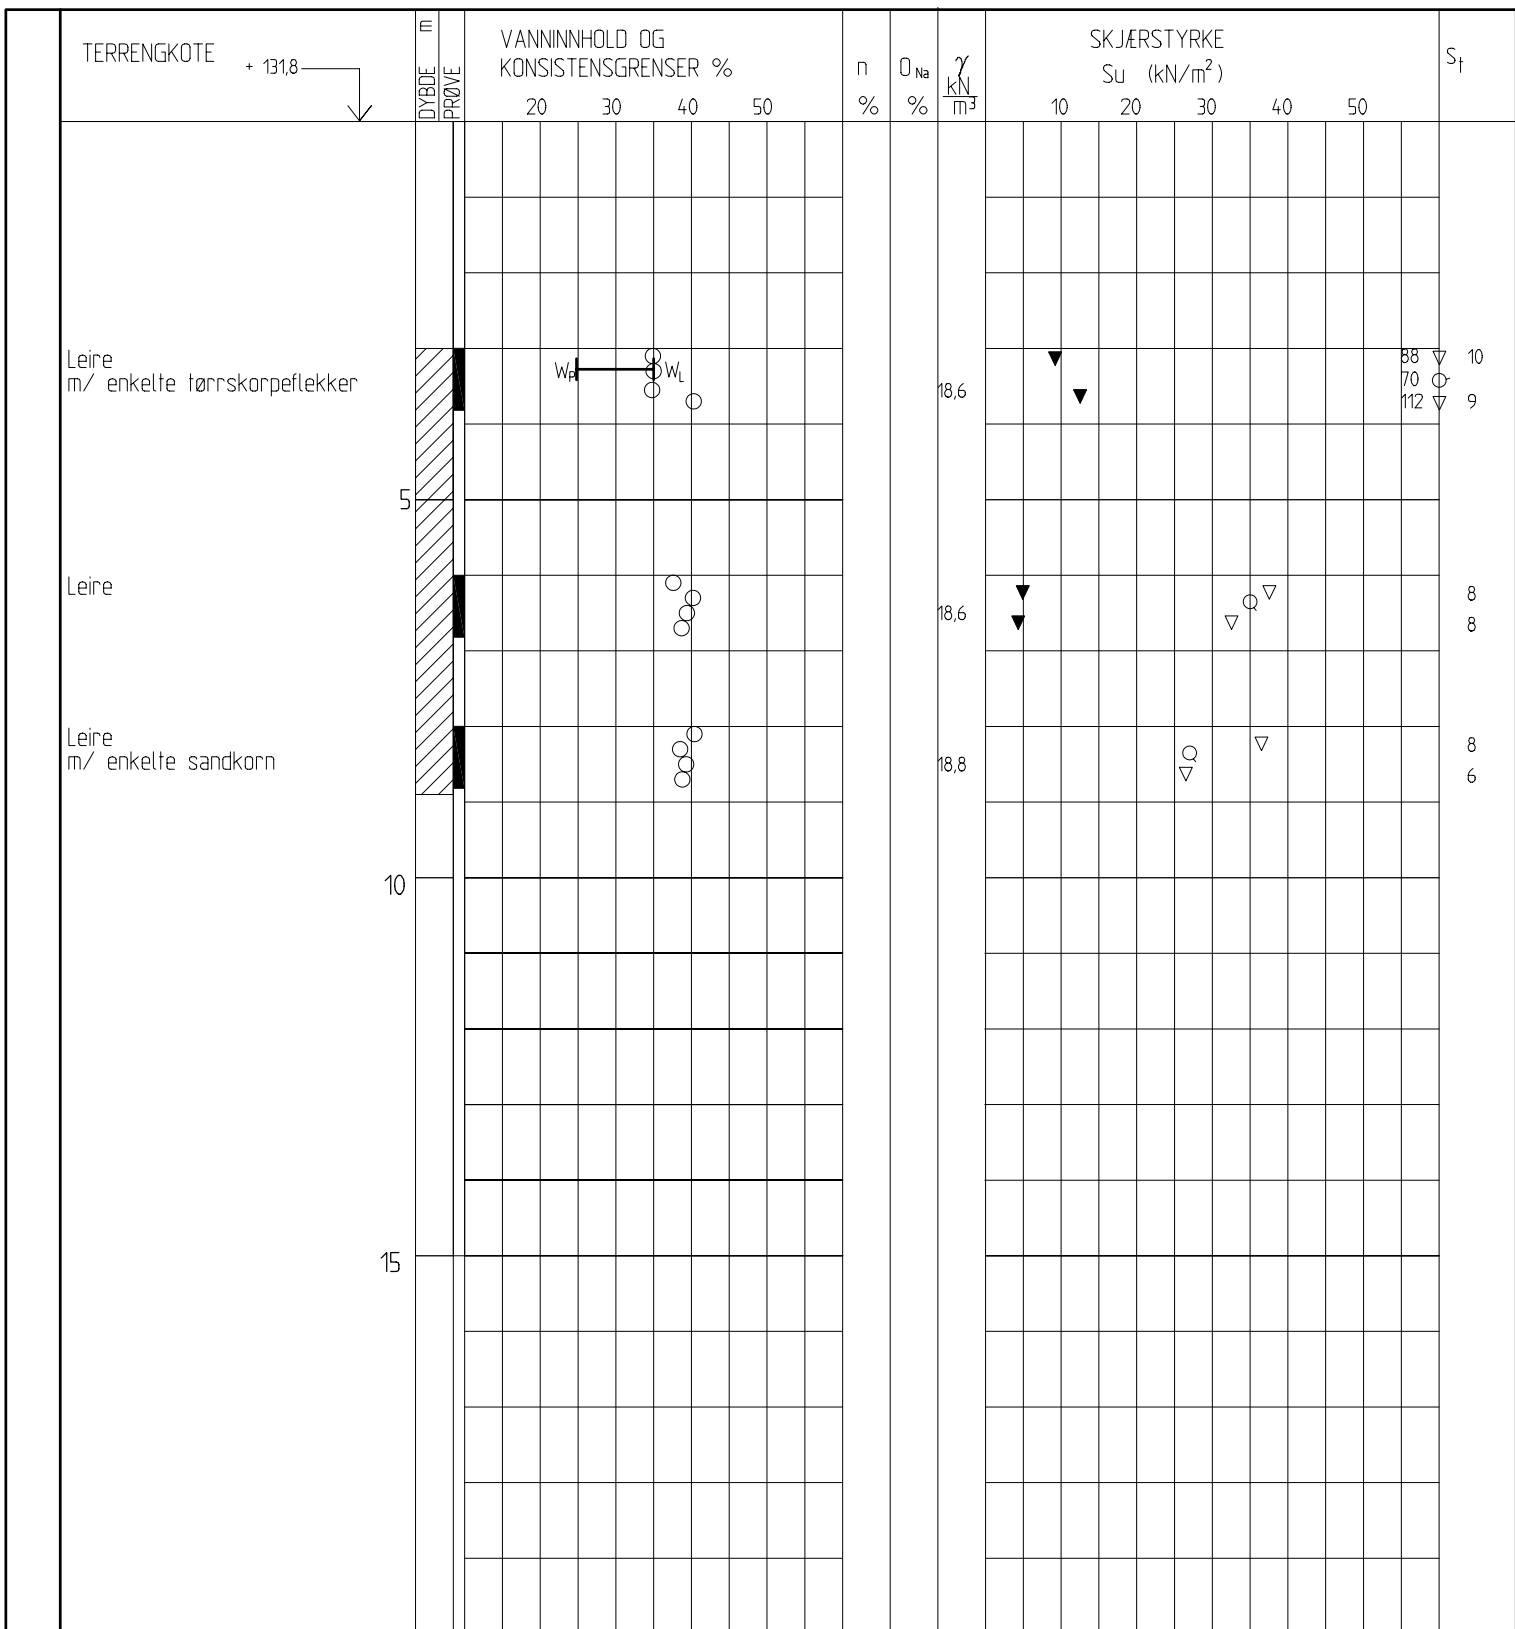 TERRENGKOTE
+ 131,8
m
DYBDE
PRØVE
VANNINNHOLD OG
KONSISTENSGRENSER %
20 30 40 50
n
%
O Na
%
γ
kN
m³
SKJÆRSTYRKE
Su (kN/m²)
10 20 30 40 50
St
Leire
m/ enkelte tørrskorpeflekker
WP WL
18,6
88 10
70
112 9
5
Leire
18,6
8
8
Leire
m/ enkelte sandkorn
18,8
8
6
10
15